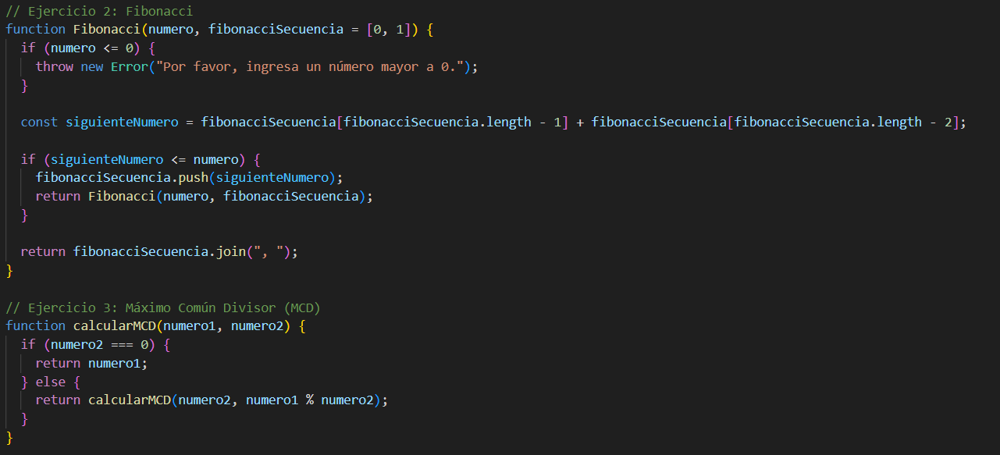 // Ejercicio 2: Fibonacci
function Fibonacci(numero, fibonacciSecuencia = [0, 1]) {
  if (numero <= 0) {
    throw new Error("Por favor, ingresa un número mayor a 0.");
  }

  const siguienteNumero = fibonacciSecuencia[fibonacciSecuencia.length - 1] + fibonacciSecuencia[fibonacciSecuencia.length - 2];

  if (siguienteNumero <= numero) {
    fibonacciSecuencia.push(siguienteNumero);
    return Fibonacci(numero, fibonacciSecuencia);
  }

  return fibonacciSecuencia.join(", ");
}

// Ejercicio 3: Máximo Común Divisor (MCD)
function calcularMCD(numero1, numero2) {
  if (numero2 === 0) {
    return numero1;
  } else {
    return calcularMCD(numero2, numero1 % numero2);
  }
}